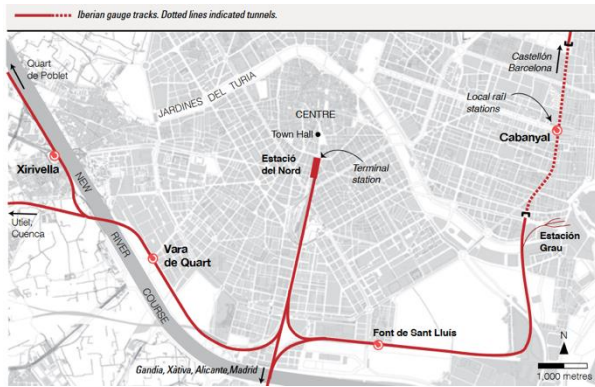 Iberian gauge tracks. Dotted lines indicated tunnels.
Quart
de Poblet
JARDINES DEL TURIA
CENTRE
Town Hall
Estació
del Nord
Terminal
station
Castellón
Barcelona
Local rail
stations
Cabanyal
Xirivella
NEW
RIVER
COURSE
Utiel,
Cuenca
Vara
de Quart
Estación
Grau
Font de Sant Lluís
Gandia, Xàtiva, Alicante,Madrid
N
1,000 metres